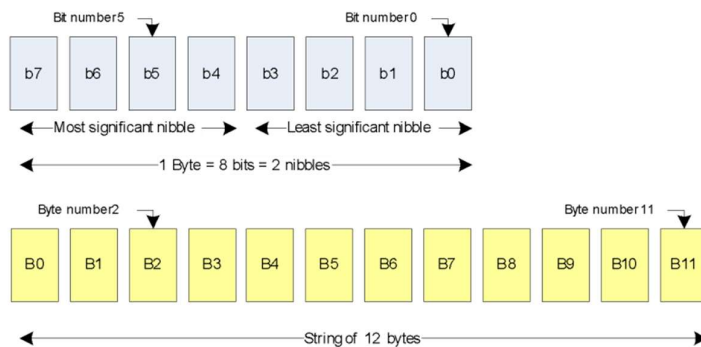 Bit number5 Bit number0
b7 b6 b5 b4 b3 b2 b1 b0
Most significant nibble Least significant nibble
1 Byte = 8 bits = 2 nibbles
Byte number2 Byte number11
B0 B1 B2 B3 B4 B5 B6 B7 B8 B9 B10 B11
String of 12 bytes